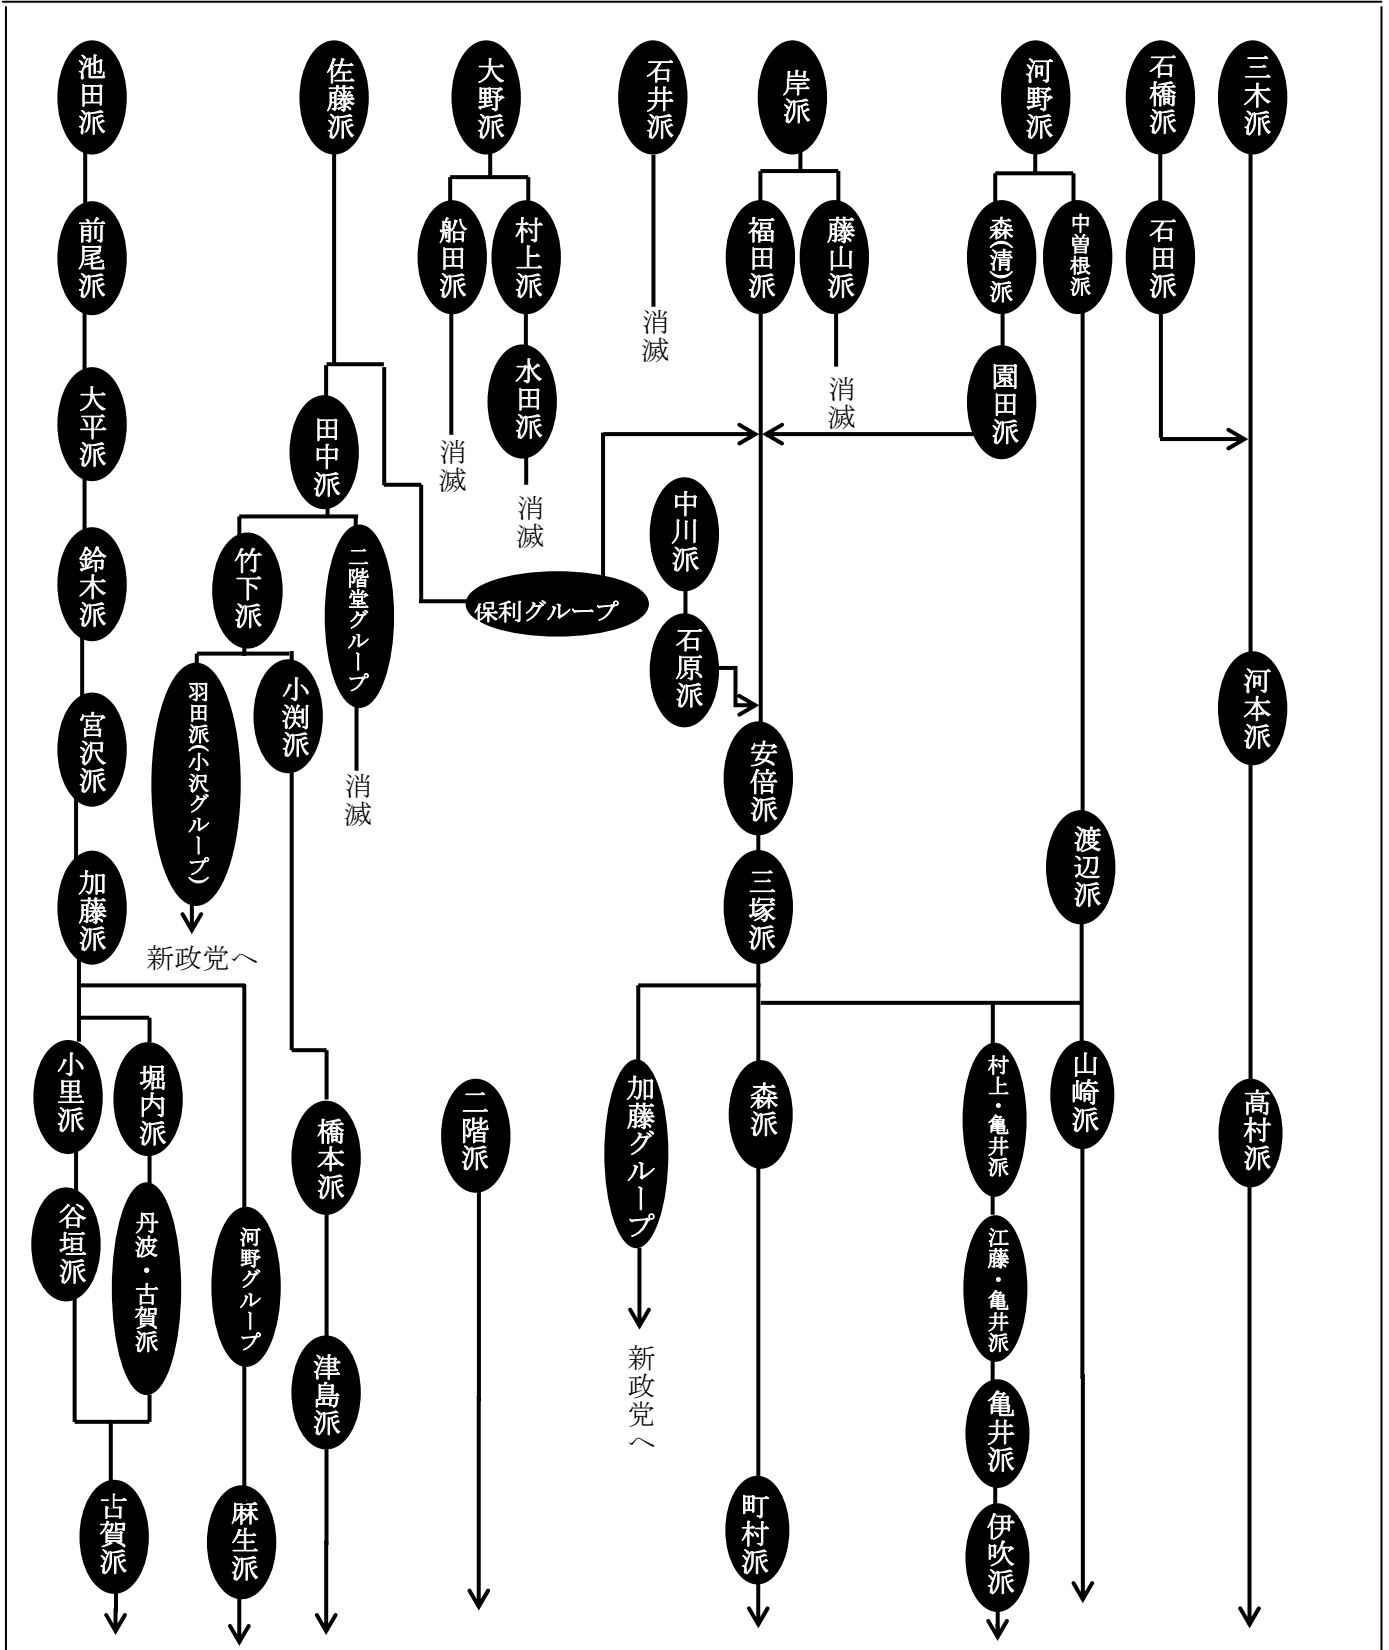 池田派
佐藤派
大野派
石井派
岸派
河野派
石橋派
三木派
前尾派
船田派
村上派
福田派
藤山派
森(清)派
中曽根派
石田派
消滅
大平派
田中派
水田派
消滅
園田派
消滅
消滅
中川派
鈴木派
竹下派
二階堂グループ
保利グループ
石原派
宮沢派
羽田派(小沢グループ)
小渕派
消滅
安倍派
河本派
加藤派
三塚派
渡辺派
新政党へ
小里派
堀内派
橋本派
二階派
加藤グループ
森派
村上・亀井派
山崎派
高村派
谷垣派
丹波・古賀派
河野グループ
津島派
新政党へ
江藤・亀井派
亀井派
古賀派
麻生派
町村派
伊吹派